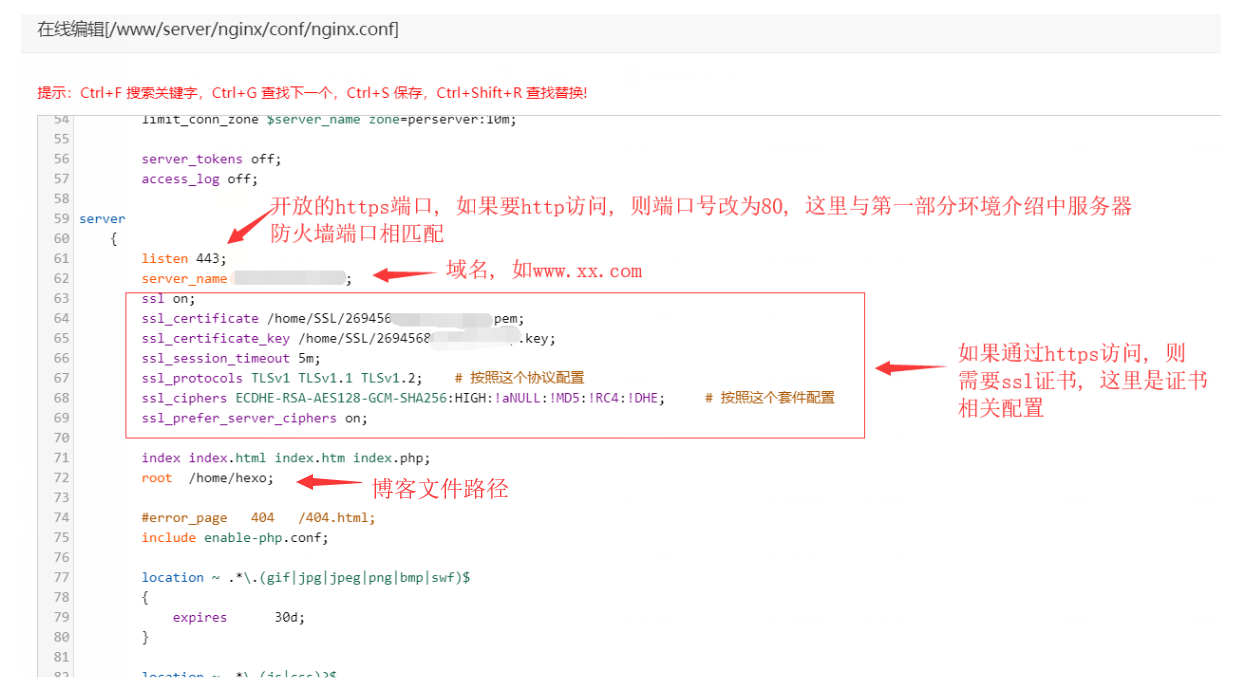 在线编辑[/www/server/nginx/conf/nginx.conf]
提示：Ctrl+F 搜索关键字，Ctrl+G 查找下一个，Ctrl+S 保存，Ctrl+Shift+R 查找替换!
54 limit_conn_zone $server_name zone=perserver:10m;
55
56 server_tokens off;
57 access_log off;
58
开放的https端口, 如果要http访问, 则端口号改为80, 这里与第一部分环境介绍中服务器
防火墙端口相匹配
59 server
60 {
61 listen 443;
62 server_name ;
域名, 如www.xx.com
63 ssl on;
64 ssl_certificate /home/SSL/269456 pem;
65 ssl_certificate_key /home/SSL/2694568 .key;
66 ssl_session_timeout 5m;
67 ssl_protocols TLSv1 TLSv1.1 TLSv1.2; # 按照这个协议配置
68 ssl_ciphers ECDHE-RSA-AES128-GCM-SHA256:HIGH:!aNULL:!MD5:!RC4:!DHE; # 按照这个套件配置
69 ssl_prefer_server_ciphers on;
70
如果通过https访问, 则
需要ssl证书, 这里是证书
相关配置
71 index index.html index.htm index.php;
72 root /home/hexo;
博客文件路径
73
74 #error_page 404 /404.html;
75 include enable-php.conf;
76
77 location ~ .*\.(gif|jpg|jpeg|png|bmp|swf)$
78 {
79 expires 30d;
80 }
81
82 location ~ .*\.(js|css)?$